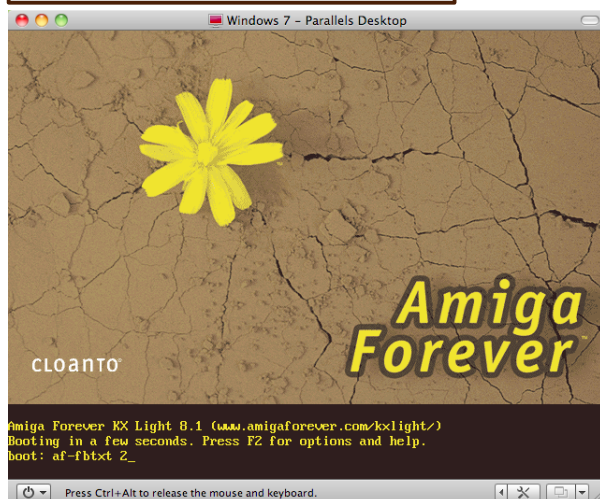 Windows 7 – Parallels Desktop
CLOANTO
Amiga
Forever™
Amiga Forever KX Light 8.1 (www.amigaforever.com/kxlight/)
Booting in a few seconds. Press F2 for options and help.
boot: af-fbtxt 2_
Press Ctrl+Alt to release the mouse and keyboard.